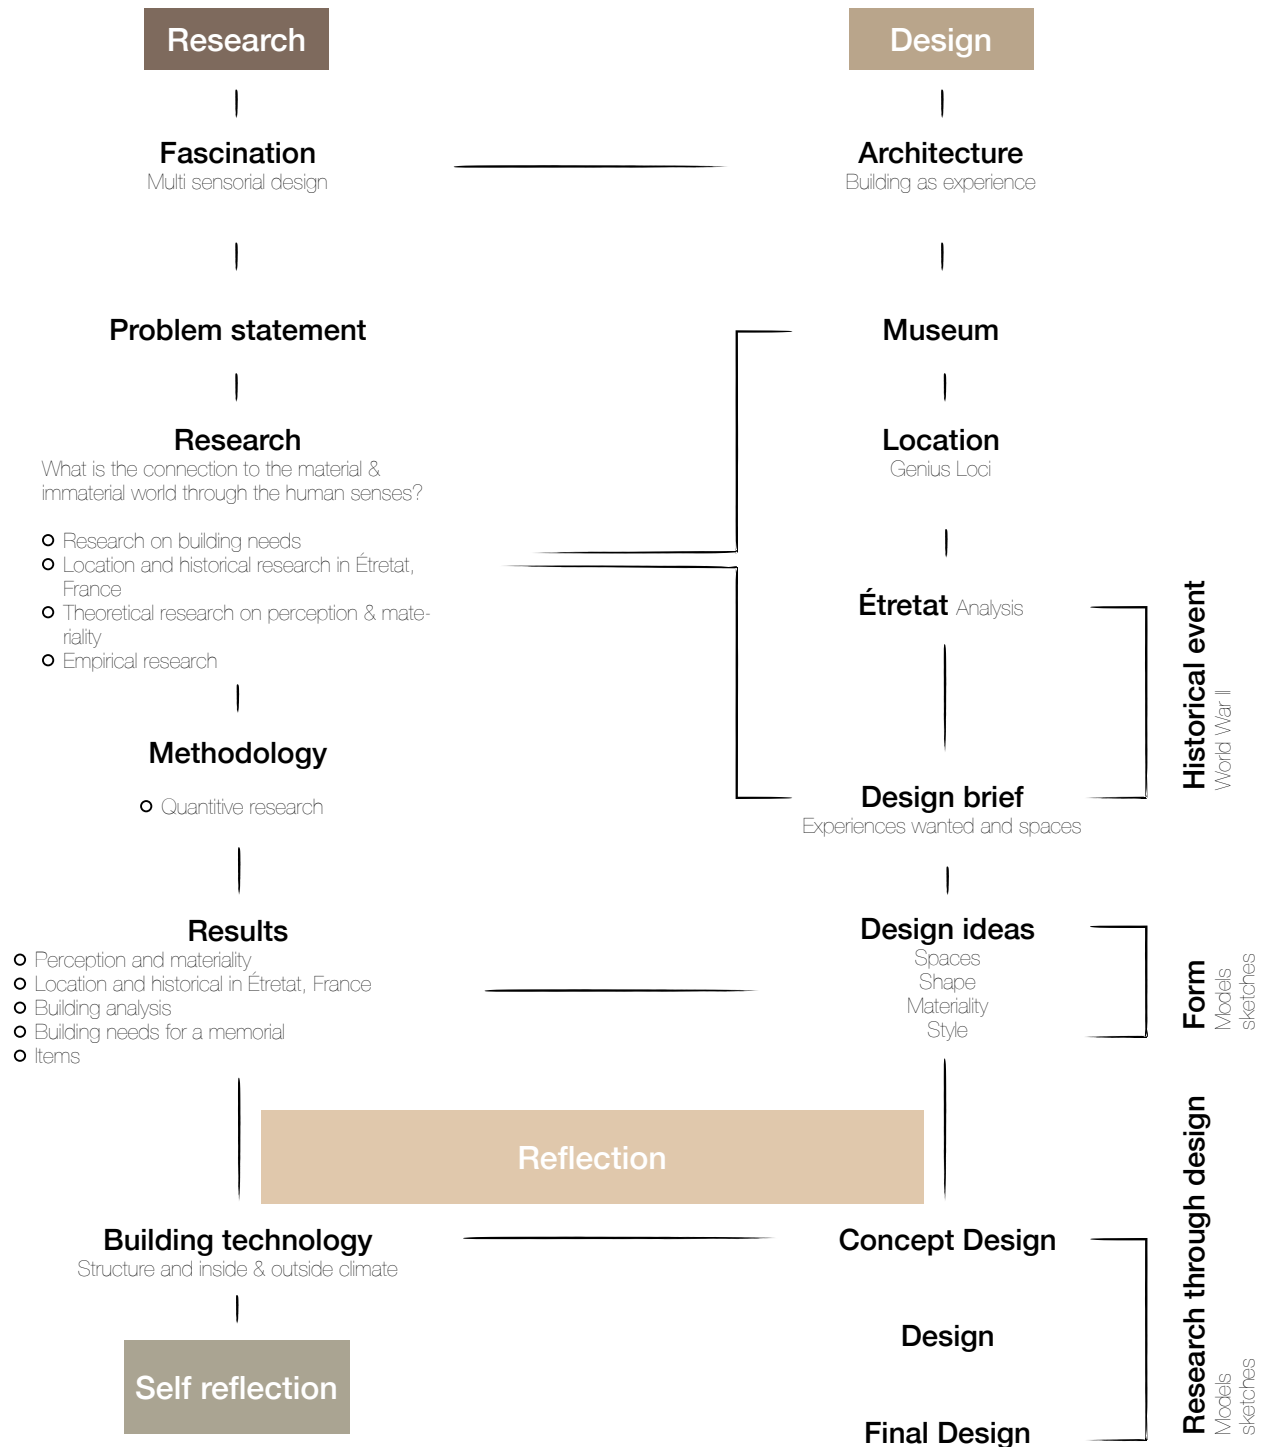 Research
Fascination
Multi sensorial design
Problem statement
Research
What is the connection to the material &
immaterial world through the human senses?
Research on building needs
Location and historical research in Étretat,
France
Theoretical research on perception & mate-
riality
Empirical research
Methodology
Quantitive research
Results
Perception and materiality
Location and historical in Étretat, France
Building analysis
Building needs for a memorial
Items
Reflection
Building technology
Structure and inside & outside climate
Self reflection
Design
Architecture
Building as experience
Museum
Location
Genius Loci
Étretat Analysis
Design brief
Experiences wanted and spaces
Design ideas
Spaces
Shape
Materiality
Style
Concept Design
Design
Final Design
Historical event
World War II
Form
Models
sketches
Research through design
Models
sketches